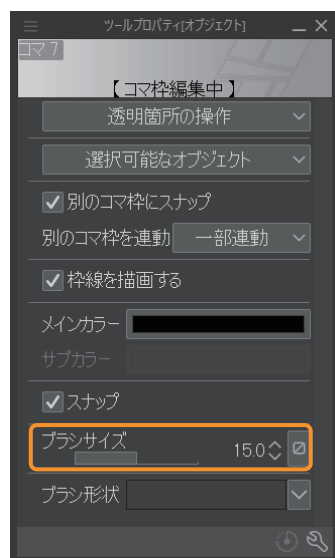 ツールプロパティ[オブジェクト]
コマ 7
【 コマ枠編集中 】
透明箇所の操作
選択可能なオブジェクト
別のコマ枠にスナップ
別のコマ枠を連動 一部連動
枠線を描画する
メインカラー
サブカラー
スナップ
ブラシサイズ 15.0
ブラシ形状